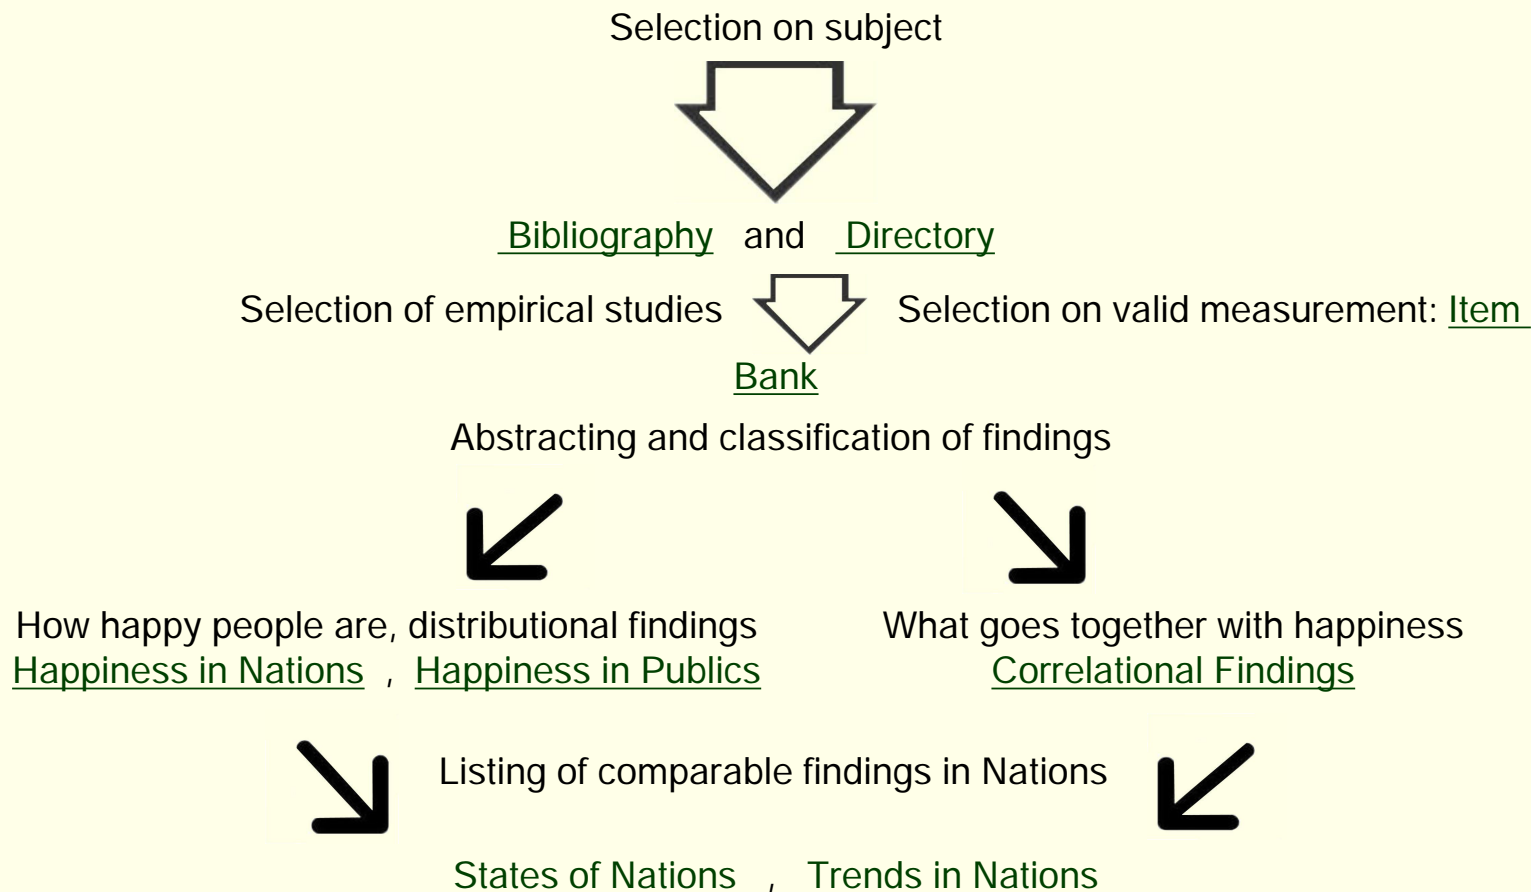 Selection on subject
Bibliography and Directory
Selection of empirical studies Selection on valid measurement: Item
Bank
Abstracting and classification of findings
How happy people are, distributional findings What goes together with happiness
Happiness in Nations , Happiness in Publics Correlational Findings
Listing of comparable findings in Nations
States of Nations , Trends in Nations